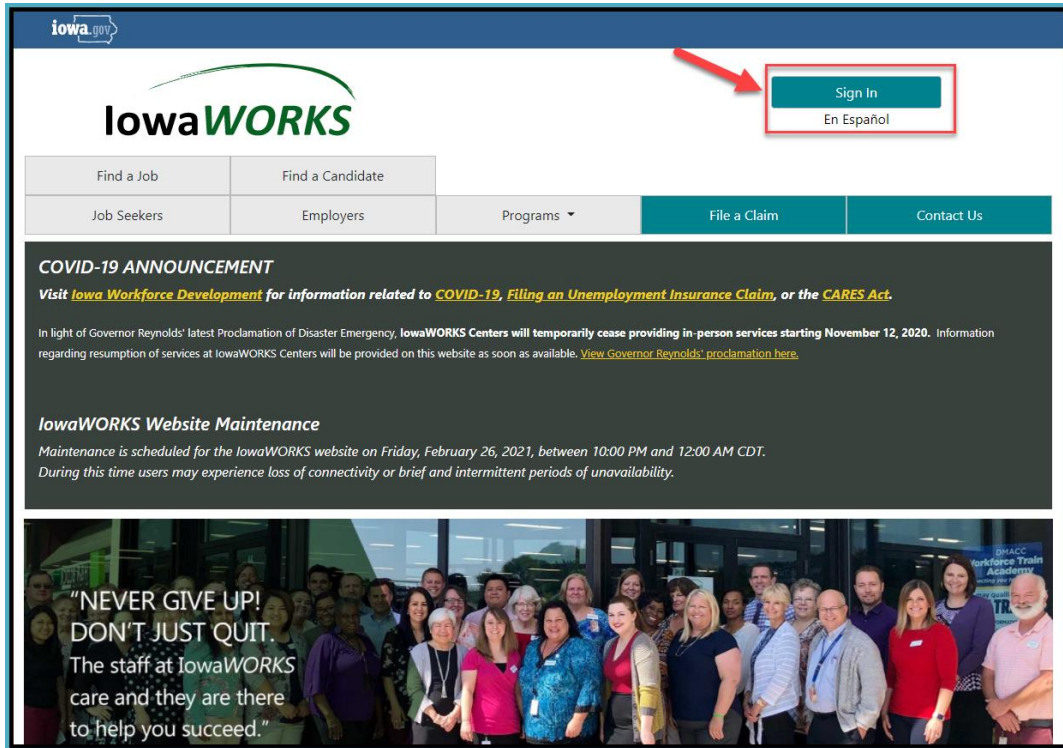 iowa.gov
IowaWORKS
Sign In
En Español
Find a Job
Find a Candidate
Job Seekers
Employers
Programs
File a Claim
Contact Us
COVID-19 ANNOUNCEMENT
Visit Iowa Workforce Development for information related to COVID-19, Filing an Unemployment Insurance Claim, or the CARES Act.
In light of Governor Reynolds' latest Proclamation of Disaster Emergency, IowaWORKS Centers will temporarily cease providing in-person services starting November 12, 2020. Information
regarding resumption of services at IowaWORKS Centers will be provided on this website as soon as available. View Governor Reynolds' proclamation here.
IowaWORKS Website Maintenance
Maintenance is scheduled for the IowaWORKS website on Friday, February 26, 2021, between 10:00 PM and 12:00 AM CDT.
During this time users may experience loss of connectivity or brief and intermittent periods of unavailability.
"NEVER GIVE UP!
DON'T JUST QUIT.
The staff at IowaWORKS
care and they are there
to help you succeed."
DMACC
Workforce Train
Academy